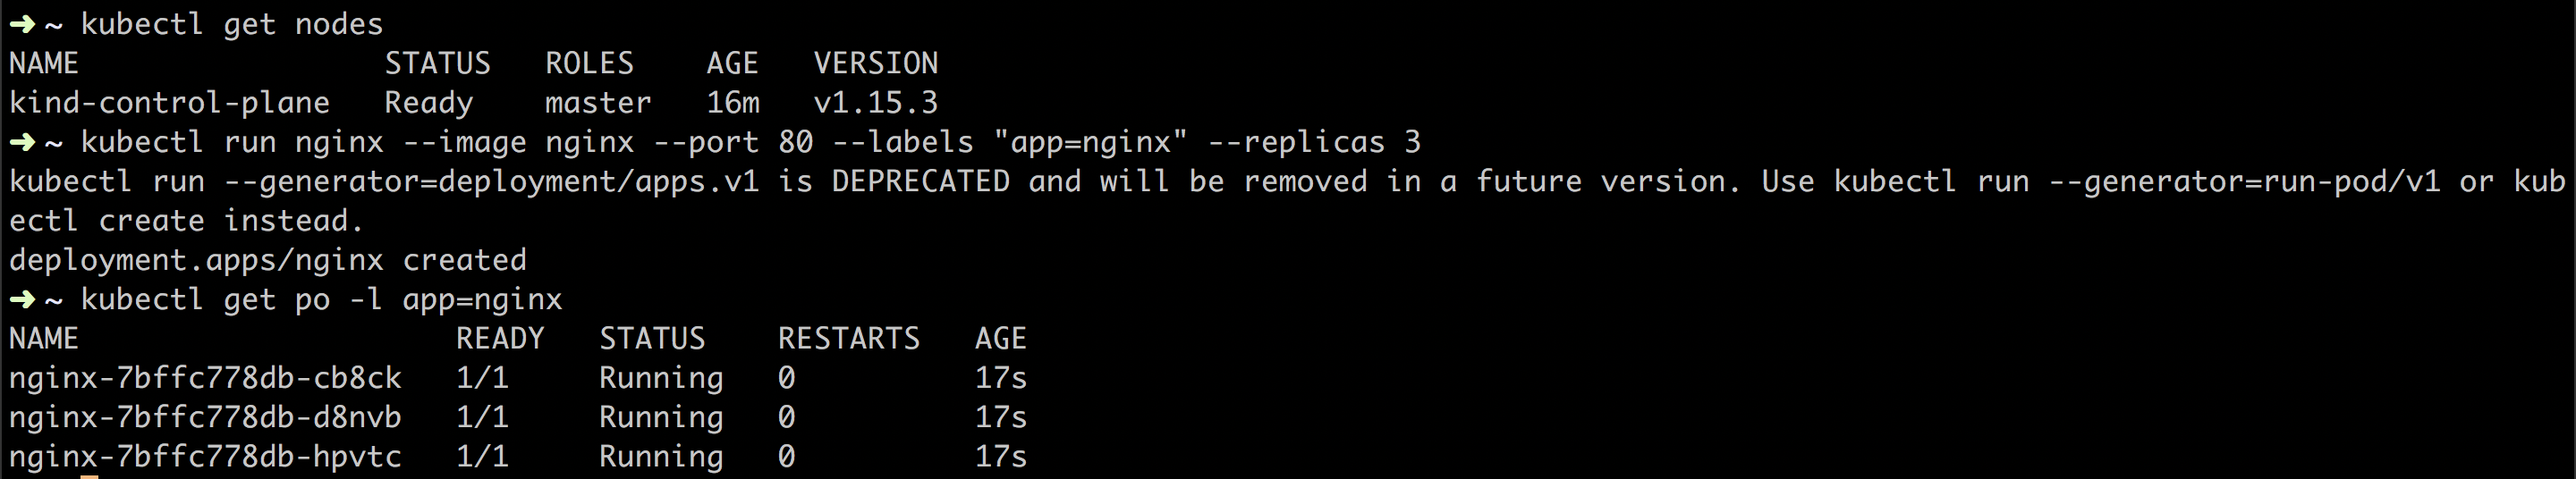 ➜ ~ kubectl get nodes
NAME                 STATUS   ROLES    AGE   VERSION
kind-control-plane   Ready    master   16m   v1.15.3
➜ ~ kubectl run nginx --image nginx --port 80 --labels "app=nginx" --replicas 3
kubectl run --generator=deployment/apps.v1 is DEPRECATED and will be removed in a future version. Use kubectl run --generator=run-pod/v1 or kub
ectl create instead.
deployment.apps/nginx created
➜ ~ kubectl get po -l app=nginx
NAME                     READY   STATUS    RESTARTS   AGE
nginx-7bffc778db-cb8ck   1/1     Running   0          17s
nginx-7bffc778db-d8nvb   1/1     Running   0          17s
nginx-7bffc778db-hpvtc   1/1     Running   0          17s